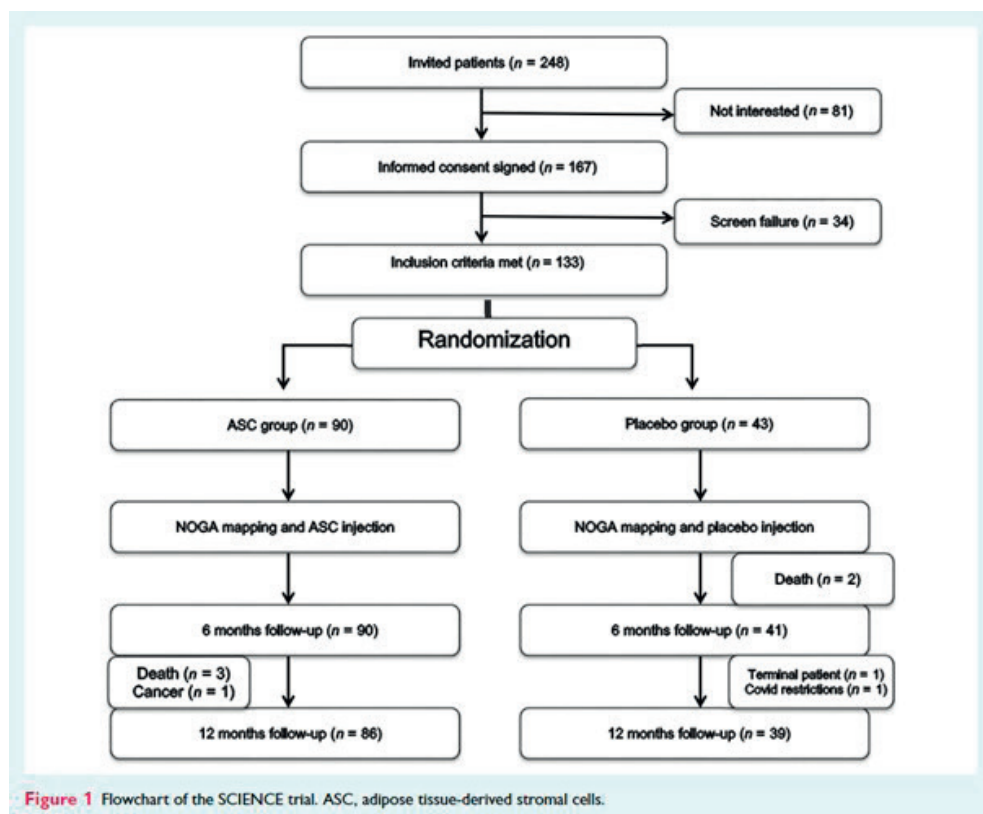 Invited patients (n = 248)
Not interested (n = 81)
Informed consent signed (n = 167)
Screen failure (n = 34)
Inclusion criteria met (n = 133)
Randomization
ASC group (n = 90)
Placebo group (n = 43)
NOGA mapping and ASC injection
NOGA mapping and placebo injection
Death (n = 2)
6 months follow-up (n = 90)
6 months follow-up (n = 41)
Death (n = 3)
Cancer (n = 1)
Terminal patient (n = 1)
Covid restrictions (n = 1)
12 months follow-up (n = 86)
12 months follow-up (n = 39)
Figure 1 Flowchart of the SCIENCE trial. ASC, adipose tissue-derived stromal cells.